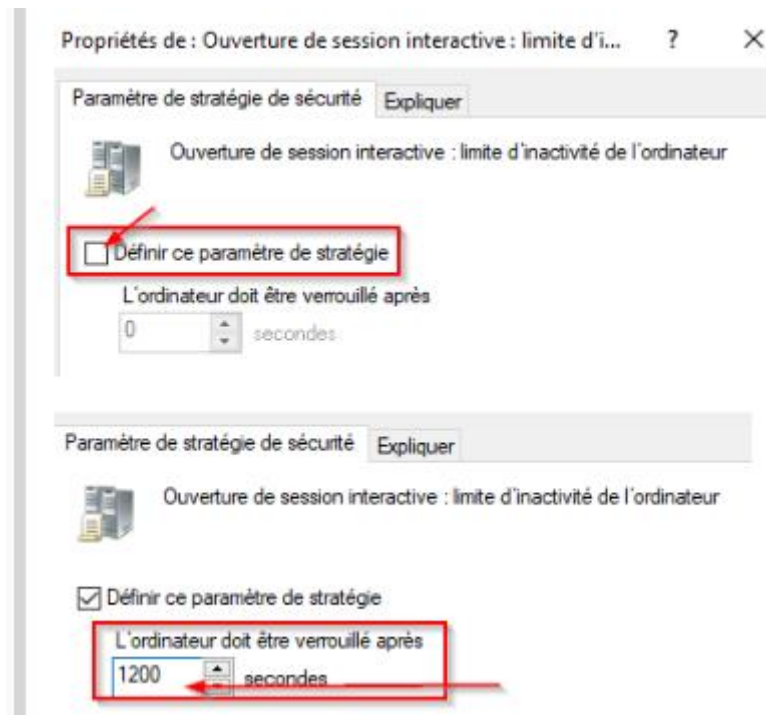 Propriétés de : Ouverture de session interactive : limite d'i... ? ×
Paramètre de stratégie de sécurité Expliquer
Ouverture de session interactive : limite d'inactivité de l'ordinateur
Définir ce paramètre de stratégie
L'ordinateur doit être verrouillé après
0 secondes
Paramètre de stratégie de sécurité Expliquer
Ouverture de session interactive : limite d'inactivité de l'ordinateur
Définir ce paramètre de stratégie
L'ordinateur doit être verrouillé après
1200 secondes